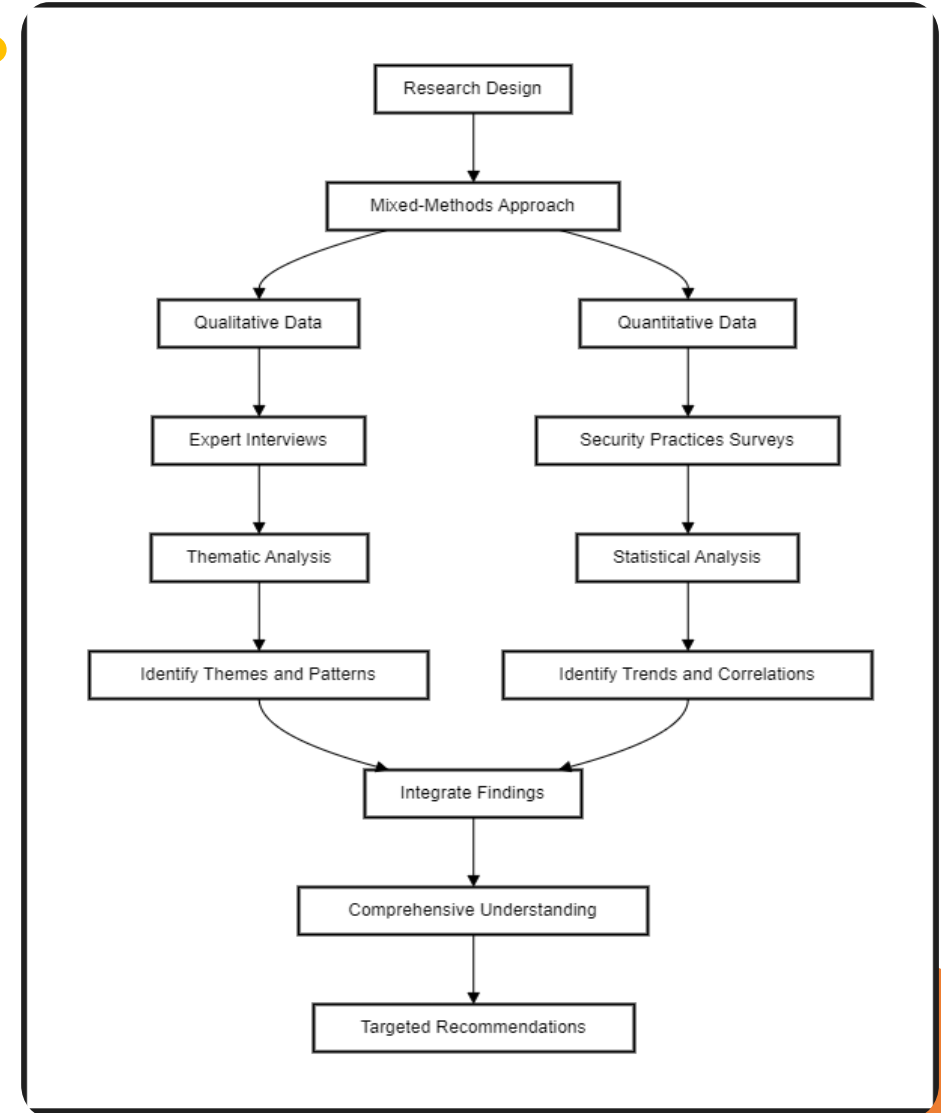 Research Design
Mixed-Methods Approach
Qualitative Data
Quantitative Data
Expert Interviews
Security Practices Surveys
Thematic Analysis
Statistical Analysis
Identify Themes and Patterns
Identify Trends and Correlations
Integrate Findings
Comprehensive Understanding
Targeted Recommendations